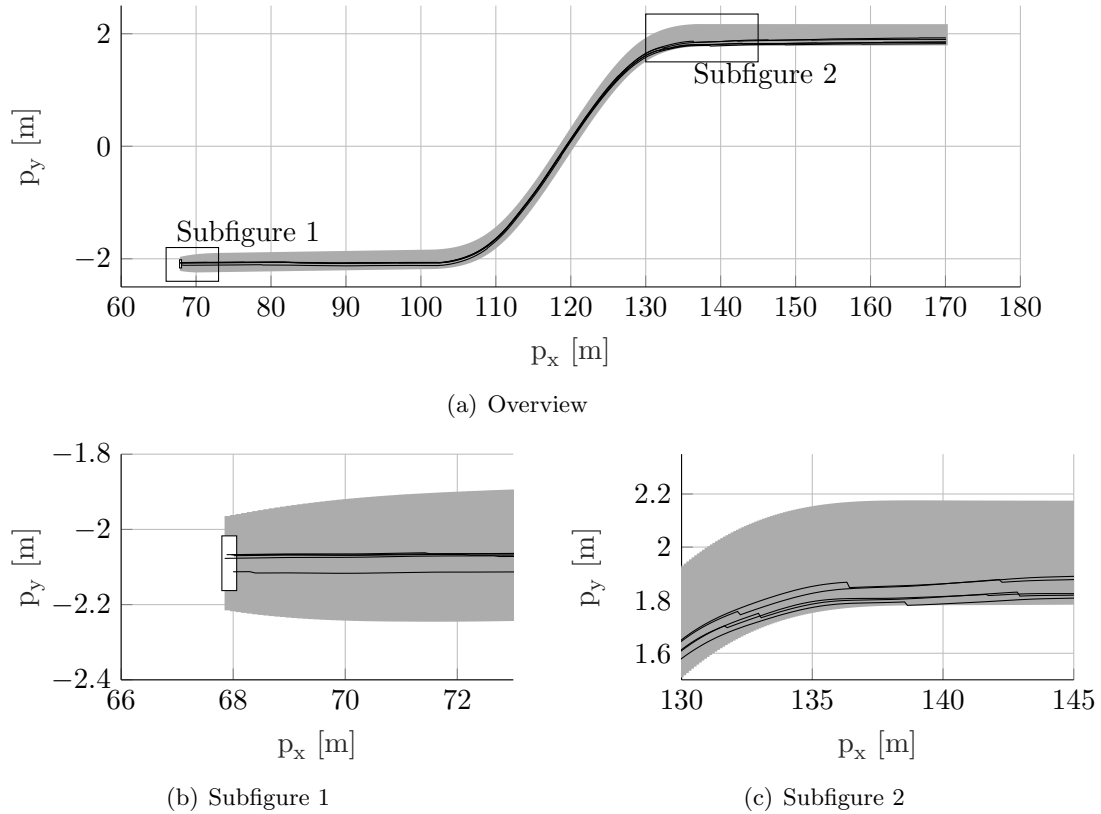 2
0
−2
p_y [m]
Subfigure 1
Subfigure 2
60 70 80 90 100 110 120 130 140 150 160 170 180
p_x [m]
(a) Overview
−1.8
−2
−2.2
−2.4
p_y [m]
66 68 70 72
p_x [m]
(b) Subfigure 1
2.2
2
1.8
1.6
p_y [m]
130 135 140 145
p_x [m]
(c) Subfigure 2